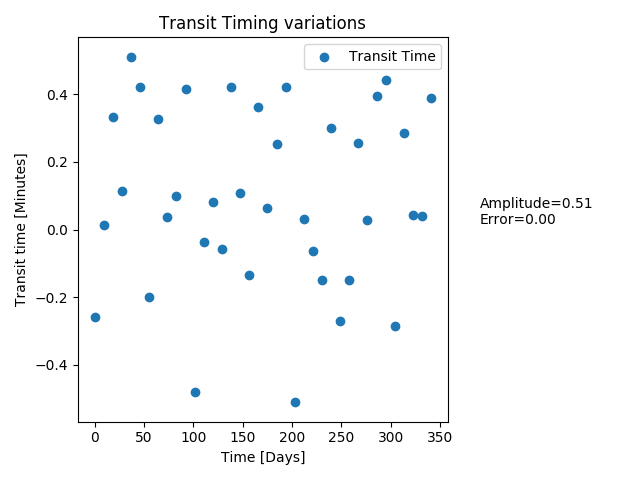 Transit Timing variations
Transit Time
Transit time [Minutes]
0.4
0.2
0.0
−0.2
−0.4
Amplitude=0.51
Error=0.00
0 50 100 150 200 250 300 350
Time [Days]